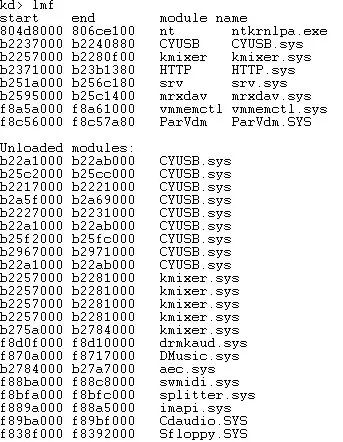 kd> lmf
start end module name
804d8000 806ce100 nt ntkrnlpa.exe
b2237000 b2240880 CYUSB CYUSB.sys
b2257000 b2280f00 kmixer kmixer.sys
b2371000 b23b1380 HTTP HTTP.sys
b251a000 b256c180 srv srv.sys
b2595000 b25c1400 mrxdav mrxdav.sys
f8a5a000 f8a61000 vmmemctl vmmemctl.sys
f8c56000 f8c57a80 ParVdm ParVdm.SYS
Unloaded modules:
b22a1000 b22ab000 CYUSB.sys
b25c2000 b25cc000 CYUSB.sys
b2217000 b2221000 CYUSB.sys
b2a5f000 b2a69000 CYUSB.sys
b2227000 b2231000 CYUSB.sys
b22a1000 b22ab000 CYUSB.sys
b25f2000 b25fc000 CYUSB.sys
b2967000 b2971000 CYUSB.sys
b22a1000 b22ab000 CYUSB.sys
b2257000 b2281000 kmixer.sys
b2257000 b2281000 kmixer.sys
b2257000 b2281000 kmixer.sys
b275a000 b2784000 kmixer.sys
f8d0f000 f8d10000 drmkaud.sys
f870a000 f8717000 DMusic.sys
b2784000 b27a7000 aec.sys
f88ba000 f88c8000 swmidi.sys
f8bfa000 f8bfc000 splitter.sys
f889a000 f88a5000 imapi.sys
f89ba000 f89bf000 Cdaudio.SYS
f838f000 f8392000 Sfloppy.SYS